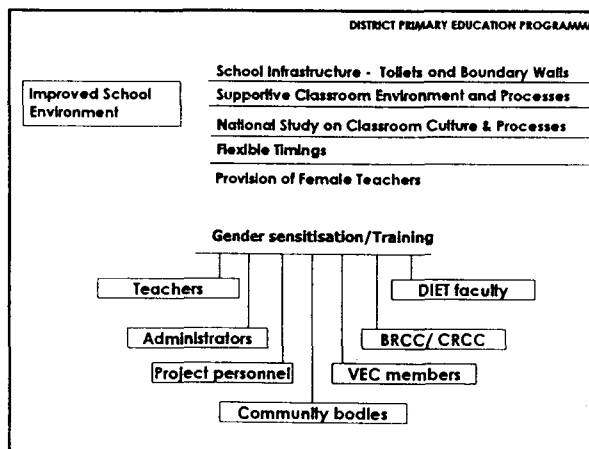 DISTRICT PRIMARY EDUCATION PROGRAMME
School Infrastructure - Toilets and Boundary Walls
Improved School
Environment
Supportive Classroom Environment and Processes
National Study on Classroom Culture & Processes
Flexible Timings
Provision of Female Teachers
Gender sensitisation/Training
Teachers
DIET faculty
Administrators
BRCC/ CRCC
Project personnel
VEC members
Community bodies